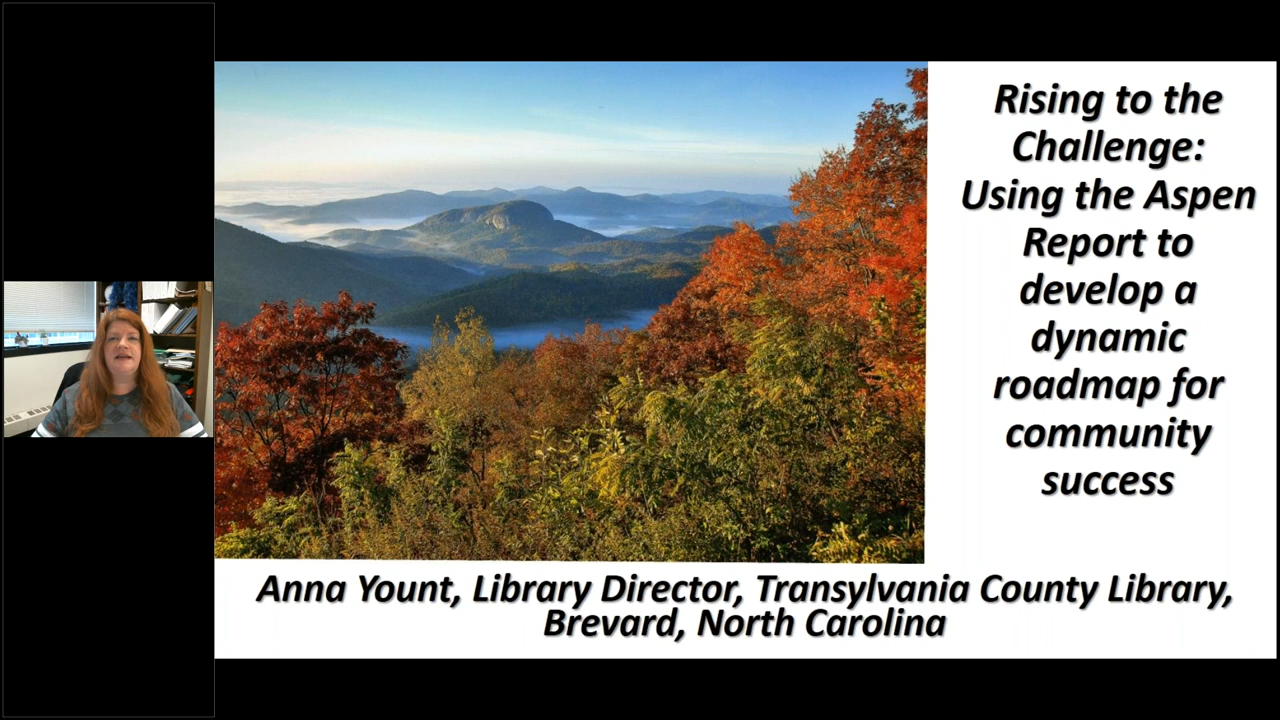 Rising to the
Challenge:
Using the Aspen
Report to
develop a
dynamic
roadmap for
community
success
Anna Yount, Library Director, Transylvania County Library,
Brevard, North Carolina